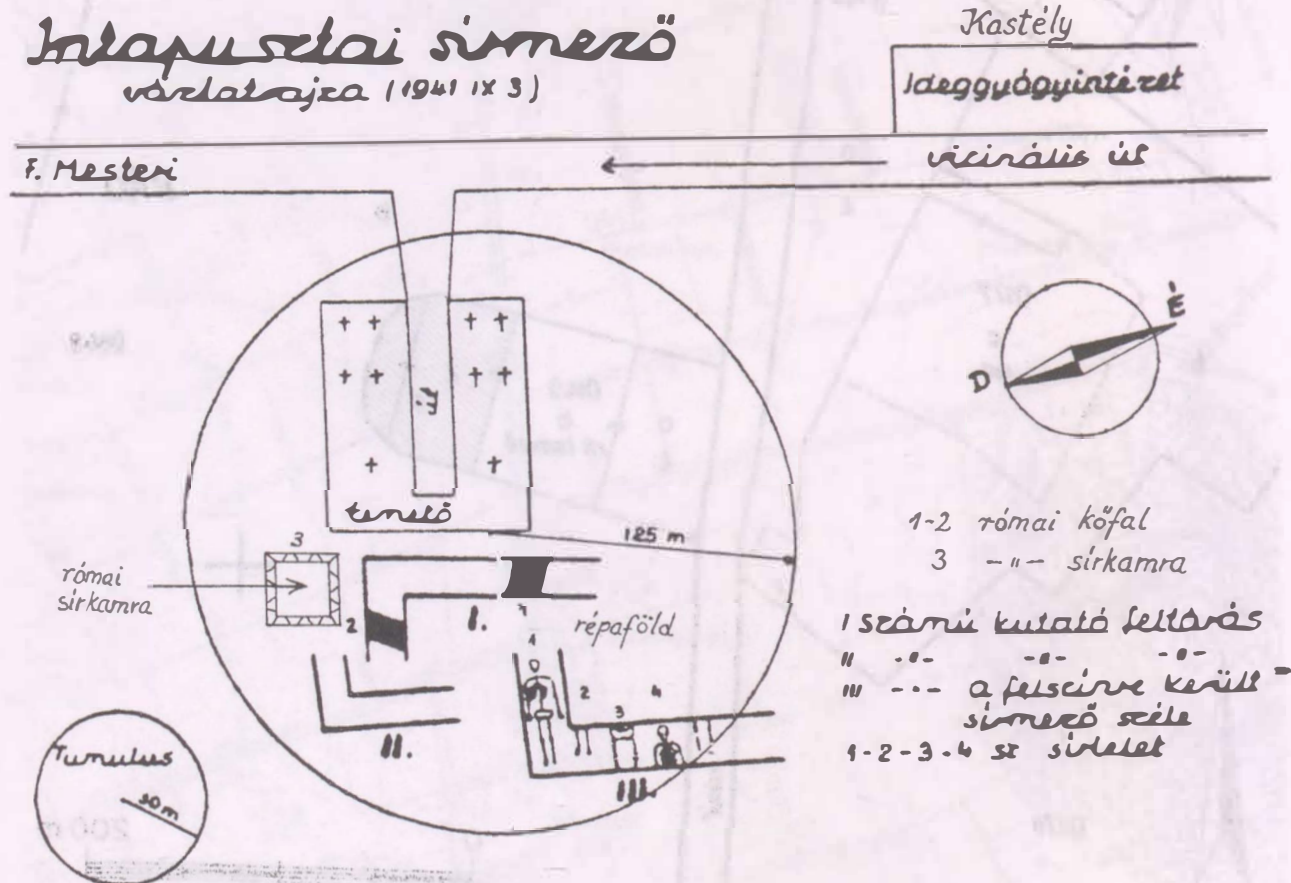 Intapusztai sírmező
vázlatrajza (1941 IX 3)
Kastély
Ideggyógyintézet
F. Mesteri
vicinális út
út
temető
É
D
125 m
3
római
sírkamra
2
I.
1
répaföld
1
2
3
4
II.
III.
Tumulus
50 m
1-2 római kőfal
3 -"- sírkamra
I számú kutató feltárás
II -"- -"- -"-
III -"- a felszínre került
sírmező széle
1-2-3-4 sz sírlelet